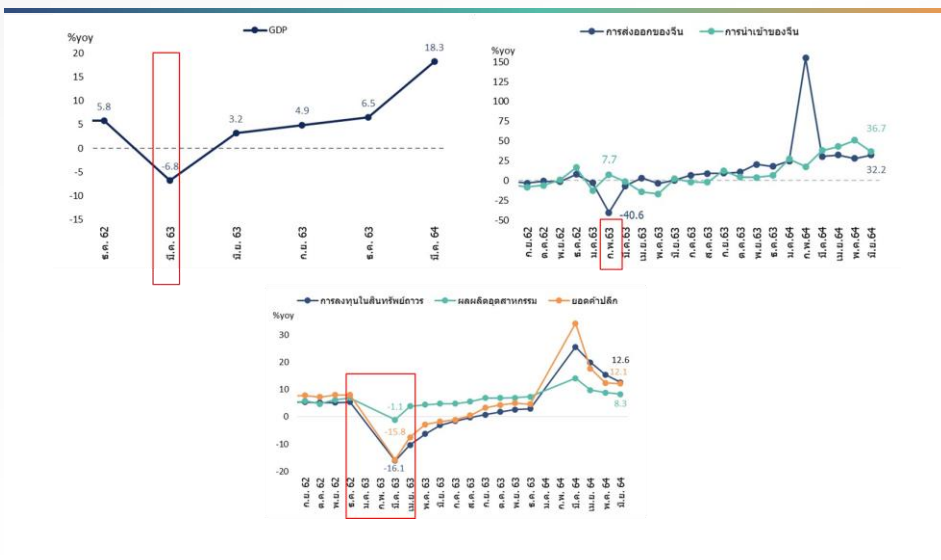 GDP
%yoy
20
15
10
5
0
-5
-10
-15
5.8
-6.8
3.2
4.9
6.5
18.3
ธ.ค. 62
มี.ค. 63
มิ.ย. 63
ก.ย. 63
ธ.ค. 63
มี.ค. 64
การส่งออกของจีน การนำเข้าของจีน
%yoy
150
125
100
75
50
25
0
-25
-50
7.7
-40.6
36.7
32.2
ก.ย.62
ต.ค. 62
พ.ย. 62
ธ.ค. 62
ม.ค.63
ก.พ.63
มี.ค.63
เม.ย.63
พ.ค. 63
มิ.ย. 63
ก.ค.63
ส.ค. 63
ก.ย. 63
ต.ค. 63
พ.ย. 63
ธ.ค. 63
ม.ค.64
ก.พ.64
มี.ค.64
เม.ย.64
พ.ค. 64
มิ.ย.64
การลงทุนในสินทรัพย์ถาวร ผลผลิตอุตสาหกรรม ยอดค้าปลีก
%yoy
30
20
10
0
-10
-20
-1.1
-15.8
-16.1
12.6
12.1
8.3
ก.ย. 62
ต.ค. 62
พ.ย. 62
ธ.ค. 62
ม.ค. 63
ก.พ. 63
มี.ค. 63
เม.ย. 63
พ.ค. 63
มิ.ย. 63
ก.ค. 63
ส.ค. 63
ก.ย. 63
ต.ค. 63
พ.ย. 63
ธ.ค. 63
ม.ค. 64
ก.พ. 64
มี.ค. 64
เม.ย. 64
พ.ค. 64
มิ.ย. 64